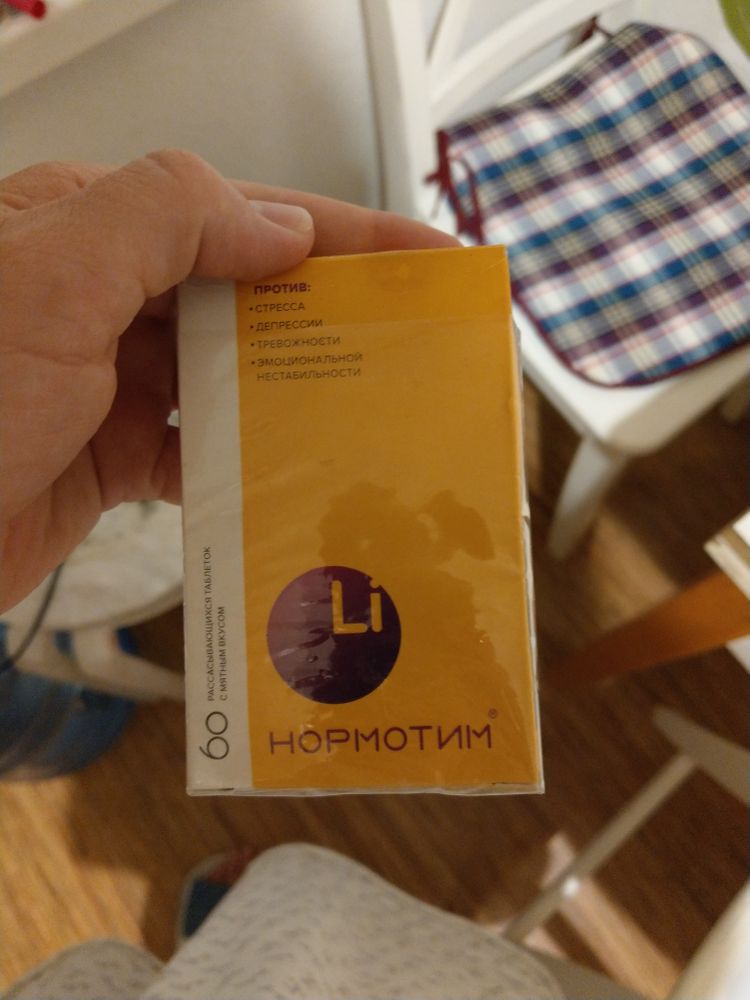 ПРОТИВ:
• СТРЕССА
• ДЕПРЕССИИ
• ТРЕВОЖНОСТИ
• ЭМОЦИОНАЛЬНОЙ
НЕСТАБИЛЬНОСТИ
60 РАССАСЫВАЮЩИХСЯ ТАБЛЕТОК
С МЯТНЫМ ВКУСОМ
Li
НОРМОТИМ®